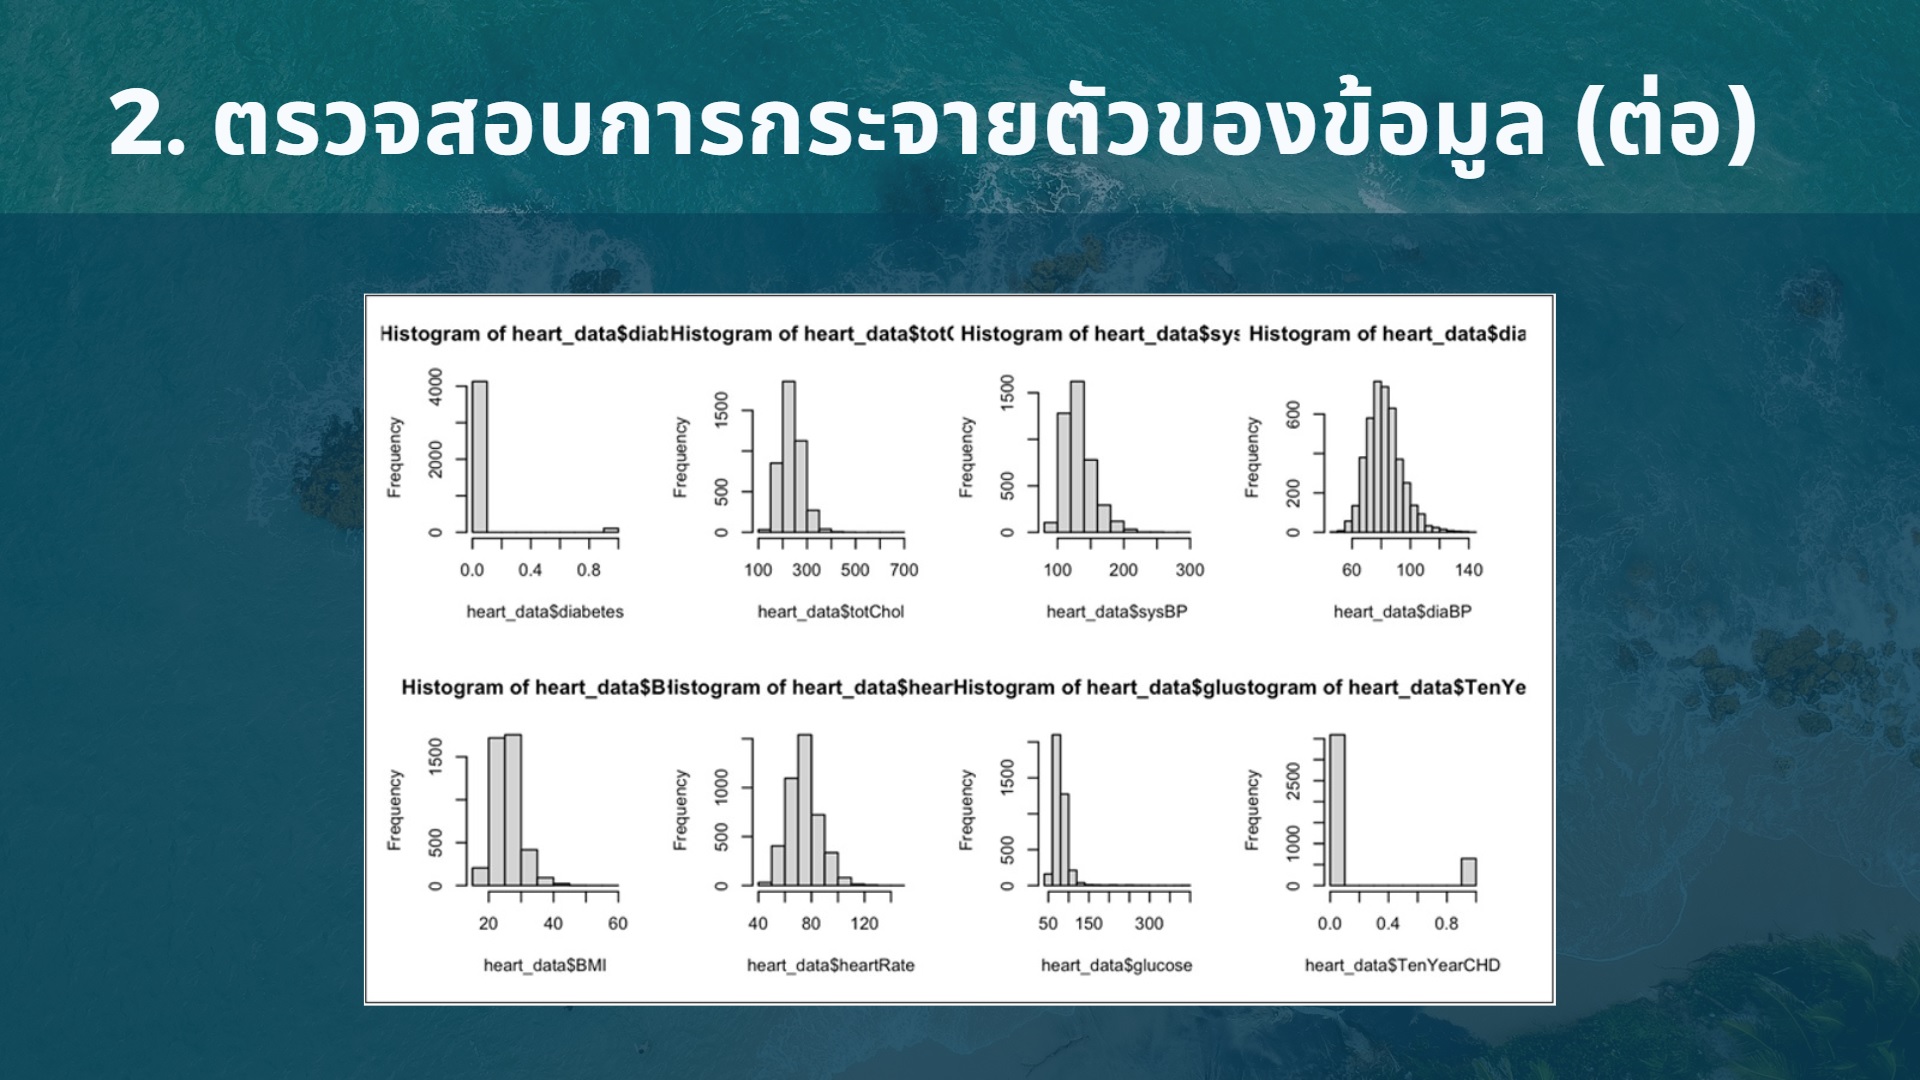 2. ตรวจสอบการกระจายตัวของข้อมูล (ต่อ)
Histogram of heart_data$diab
Histogram of heart_data$totC
Histogram of heart_data$sys
Histogram of heart_data$dia
Frequency
0 2000 4000
0.0 0.4 0.8
heart_data$diabetes
Frequency
0 500 1500
100 300 500 700
heart_data$totChol
Frequency
0 500 1500
100 200 300
heart_data$sysBP
Frequency
0 200 600
60 100 140
heart_data$diaBP
Histogram of heart_data$B
listogram of heart_data$hear
Histogram of heart_data$glu
stogram of heart_data$TenYe
Frequency
0 500 1500
20 40 60
heart_data$BMI
Frequency
0 500 1000
40 80 120
heart_data$heartRate
Frequency
0 500 1500
50 150 300
heart_data$glucose
Frequency
0 1000 2500
0.0 0.4 0.8
heart_data$TenYearCHD